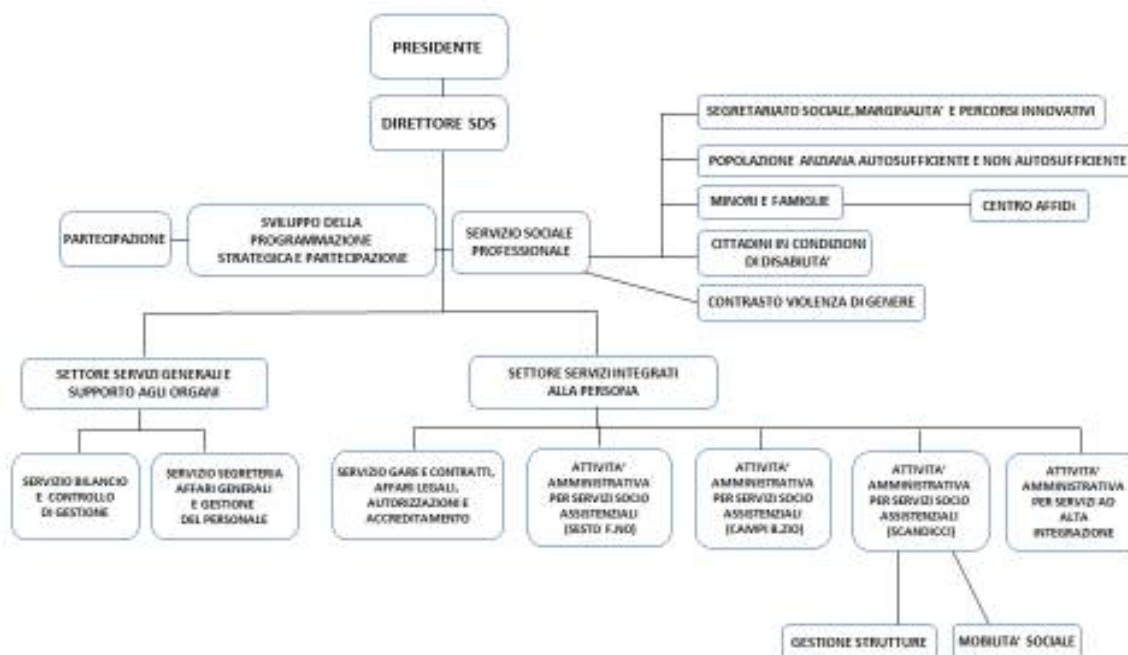 PRESIDENTE
DIRETTORE SDS
SEGRETARIATO SOCIALE,MARGINALITA' E PERCORSI INNOVATIVI
POPOLAZIONE ANZIANA AUTOSUFFICIENTE E NON AUTOSUFFICIENTE
MINORI E FAMIGLIE
CENTRO AFFIDI
PARTECIPAZIONE
SVILUPPO DELLA
PROGRAMMAZIONE
STRATEGICA E PARTECIPAZIONE
SERVIZIO SOCIALE
PROFESSIONALE
CITTADINI IN CONDIZIONI
DI DISABILITA'
CONTRASTO VIOLENZA DI GENERE
SETTORE SERVIZI GENERALI E
SUPPORTO AGLI ORGANI
SETTORE SERVIZI INTEGRATI
ALLA PERSONA
SERVIZIO BILANCIO
E CONTROLLO
DI GESTIONE
SERVIZIO SEGRETERIA
AFFARI GENERALI
E GESTIONE
DEL PERSONALE
SERVIZIO GARE E CONTRATTI,
AFFARI LEGALI,
AUTORIZZAZIONI E
ACCREDITAMENTO
ATTIVITA'
AMMINISTRATIVA
PER SERVIZI SOCIO
ASSISTENZIALI
(SESTO F.NO)
ATTIVITA'
AMMINISTRATIVA
PER SERVIZI SOCIO
ASSISTENZIALI
(CAMPI B.ZIO)
ATTIVITA'
AMMINISTRATIVA
PER SERVIZI SOCIO
ASSISTENZIALI
(SCANDICCI)
ATTIVITA'
AMMINISTRATIVA
PER SERVIZI AD
ALTA
INTEGRAZIONE
GESTIONE STRUTTURE
MOBILITA' SOCIALE